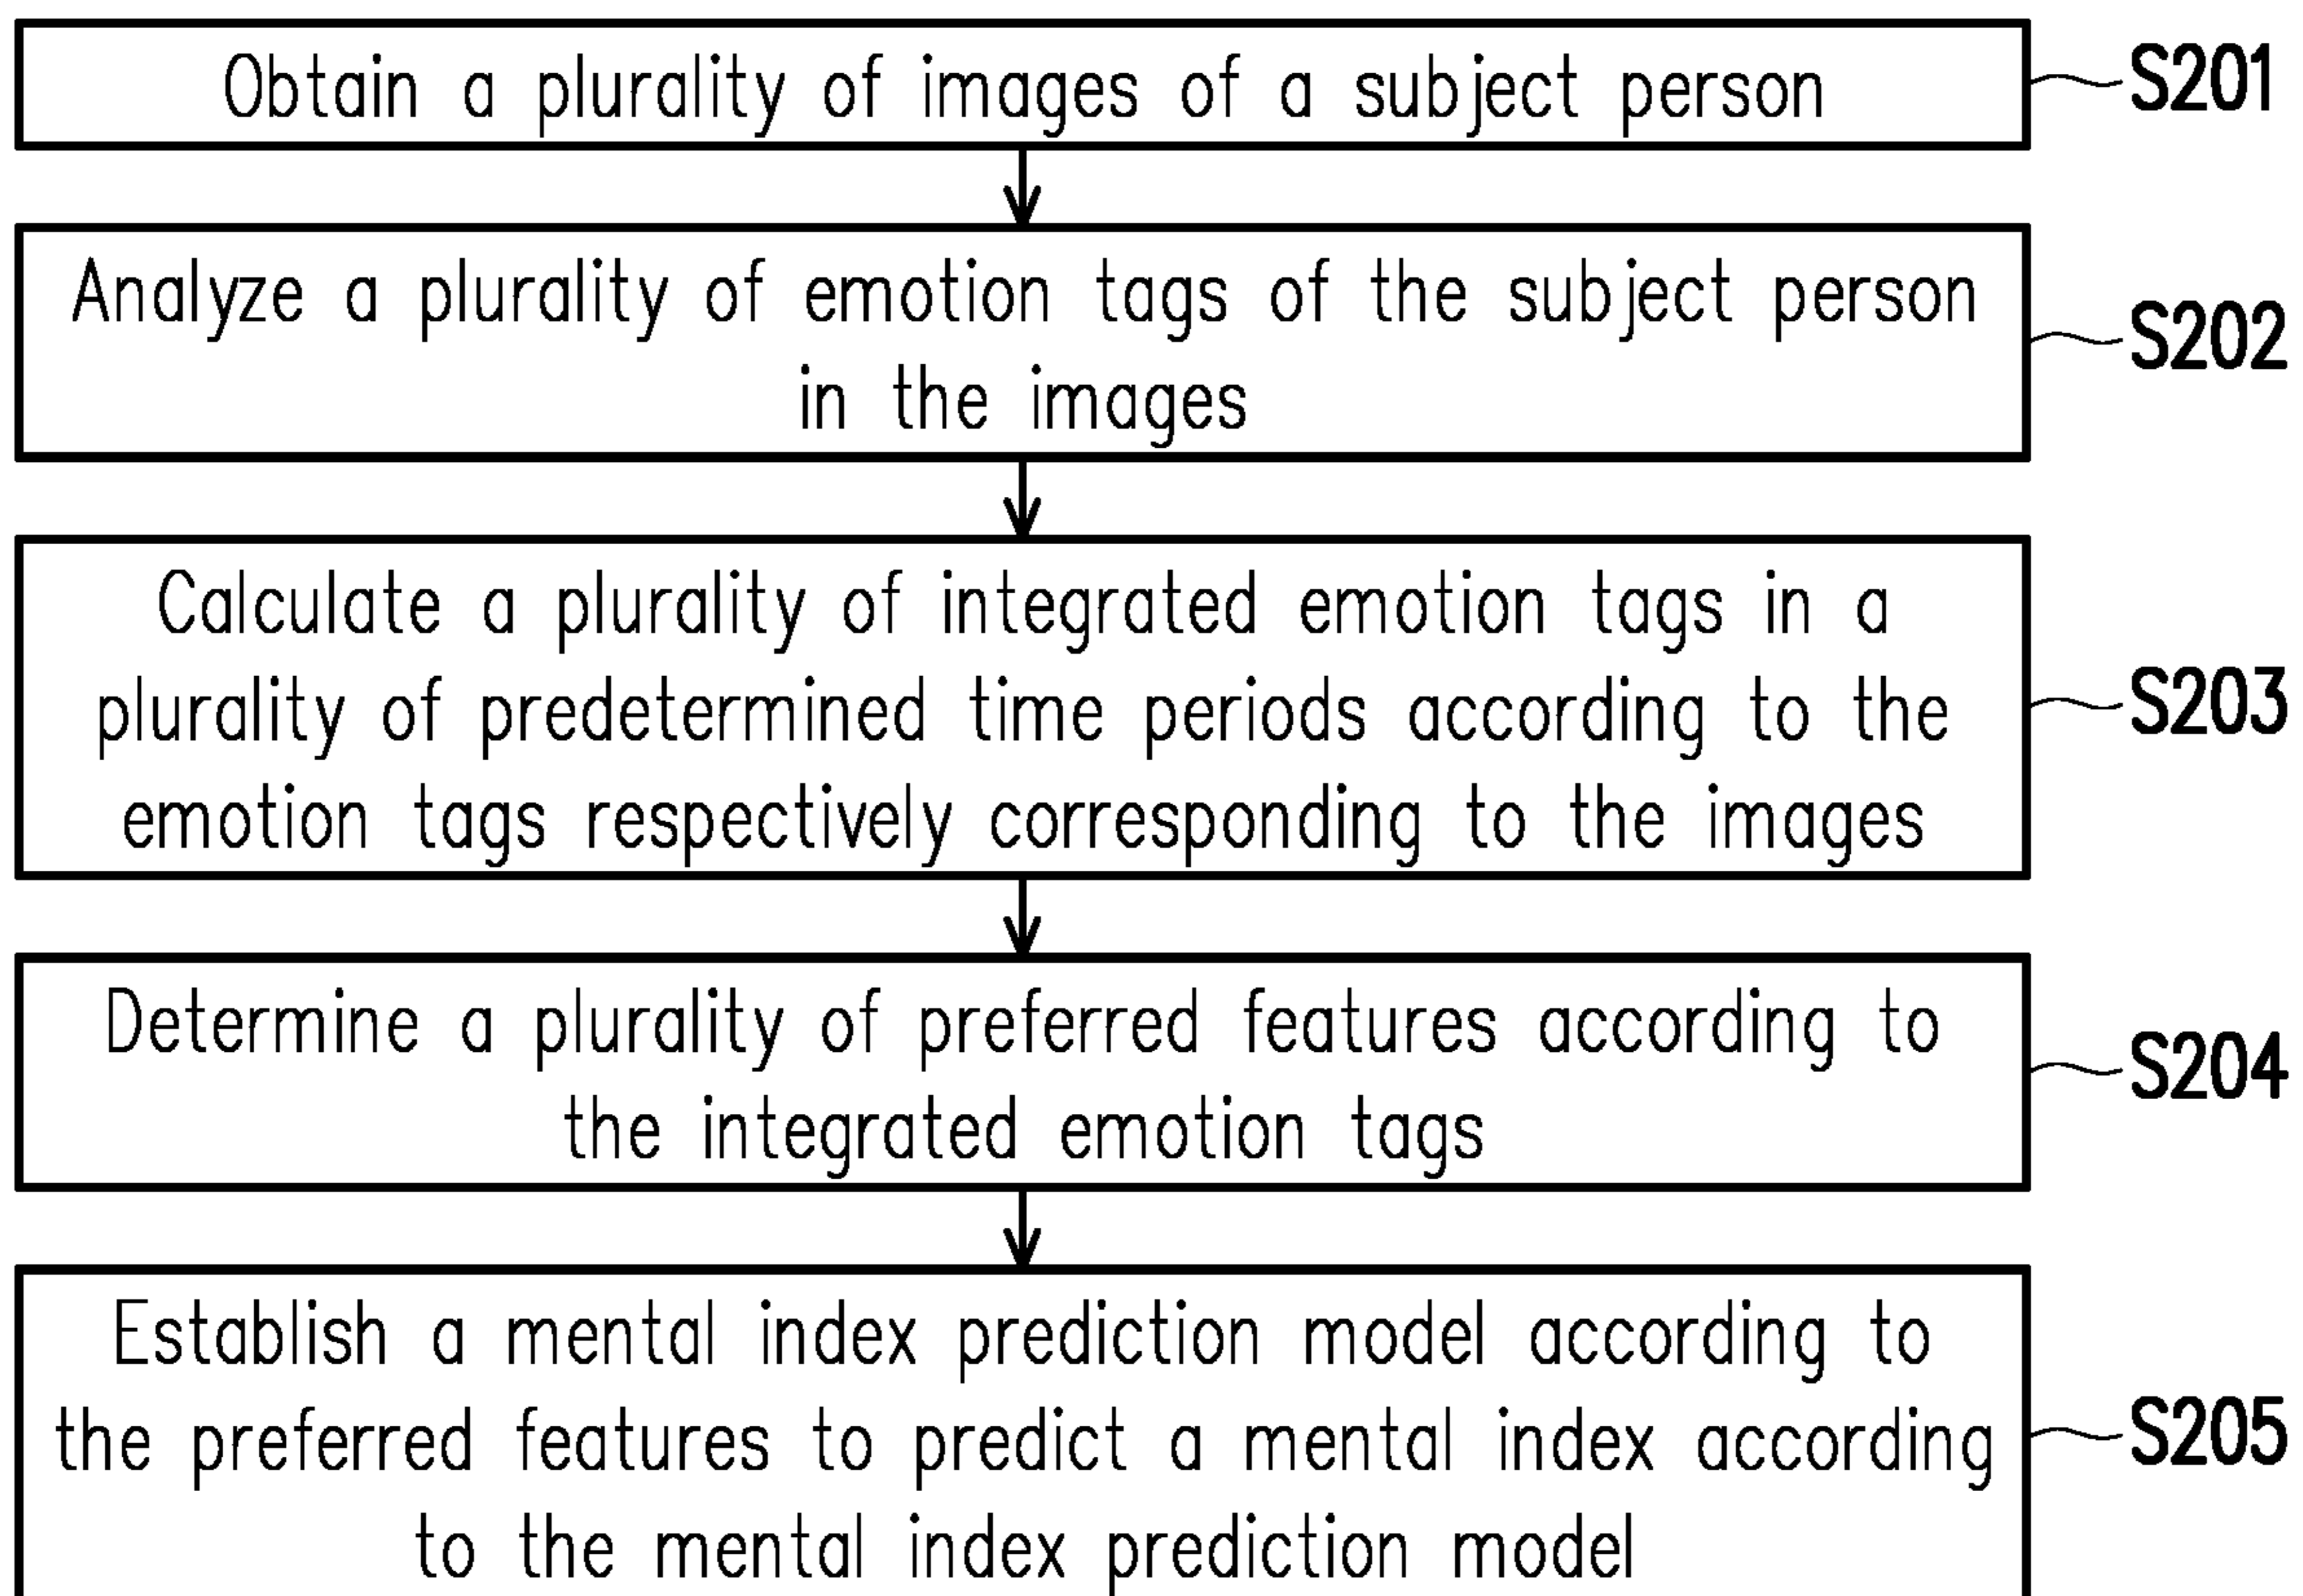 Obtain a plurality of images of a subject person
S201
Analyze a plurality of emotion tags of the subject person
in the images
S202
Calculate a plurality of integrated emotion tags in a
plurality of predetermined time periods according to the
emotion tags respectively corresponding to the images
S203
Determine a plurality of preferred features according to
the integrated emotion tags
S204
Establish a mental index prediction model according to
the preferred features to predict a mental index according
to the mental index prediction model
S205